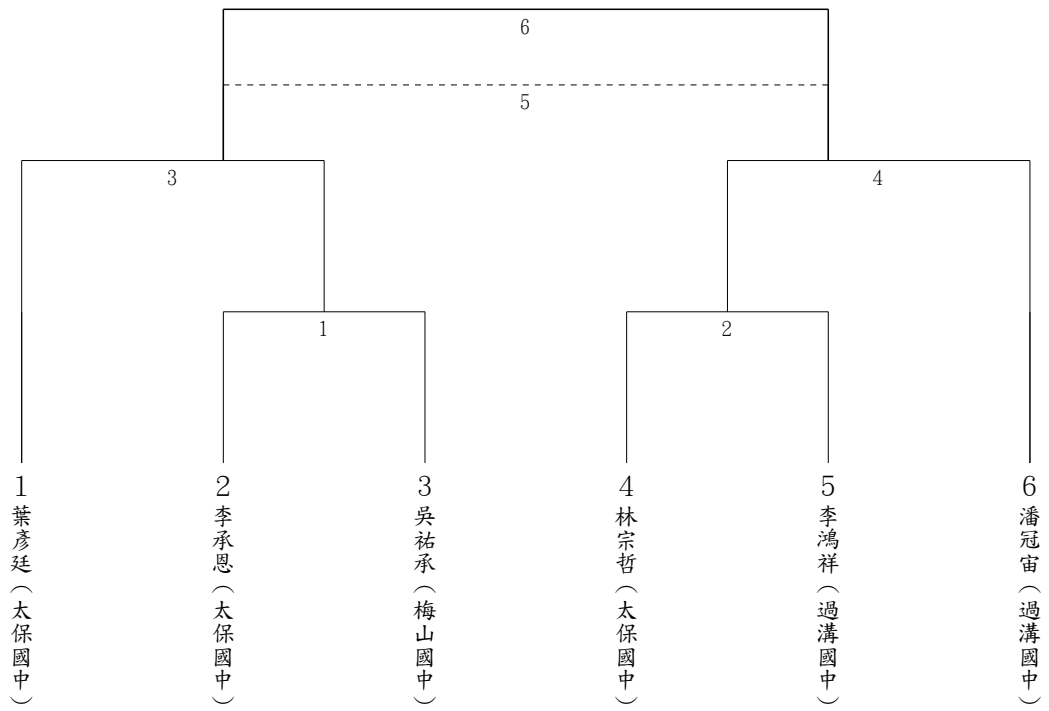 6
5
3
4
1
2
1
葉彥廷(太保國中)
2
李承恩(太保國中)
3
吳祐承(梅山國中)
4
林宗哲(太保國中)
5
李鴻祥(過溝國中)
6
潘冠宙(過溝國中)